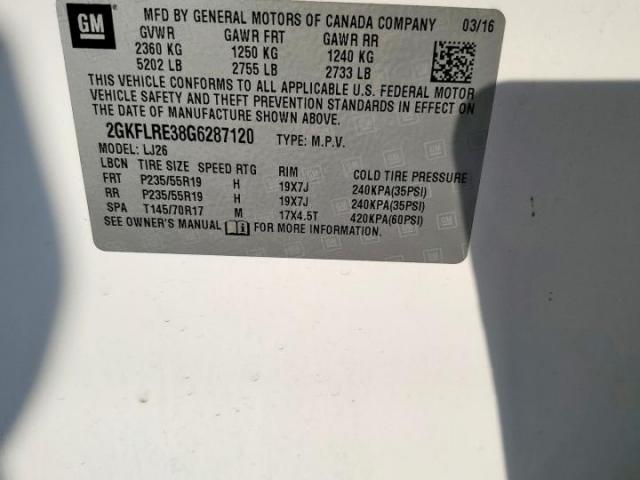 GM MFD BY GENERAL MOTORS OF CANADA COMPANY 03/16
GVWR GAWR FRT GAWR RR
2360 KG 1250 KG 1240 KG
5202 LB 2755 LB 2733 LB
THIS VEHICLE CONFORMS TO ALL APPLICABLE U.S. FEDERAL MOTOR
VEHICLE SAFETY AND THEFT PREVENTION STANDARDS IN EFFECT ON
THE DATE OF MANUFACTURE SHOWN ABOVE.
2GKFLRE38G6287120 TYPE: M.P.V.
MODEL: LJ26
LBCN TIRE SIZE SPEED RTG RIM COLD TIRE PRESSURE
FRT P235/55R19 H 19X7J 240KPA(35PSI)
RR P235/55R19 H 19X7J 240KPA(35PSI)
SPA T145/70R17 M 17X4.5T 420KPA(60PSI)
SEE OWNER'S MANUAL FOR MORE INFORMATION.